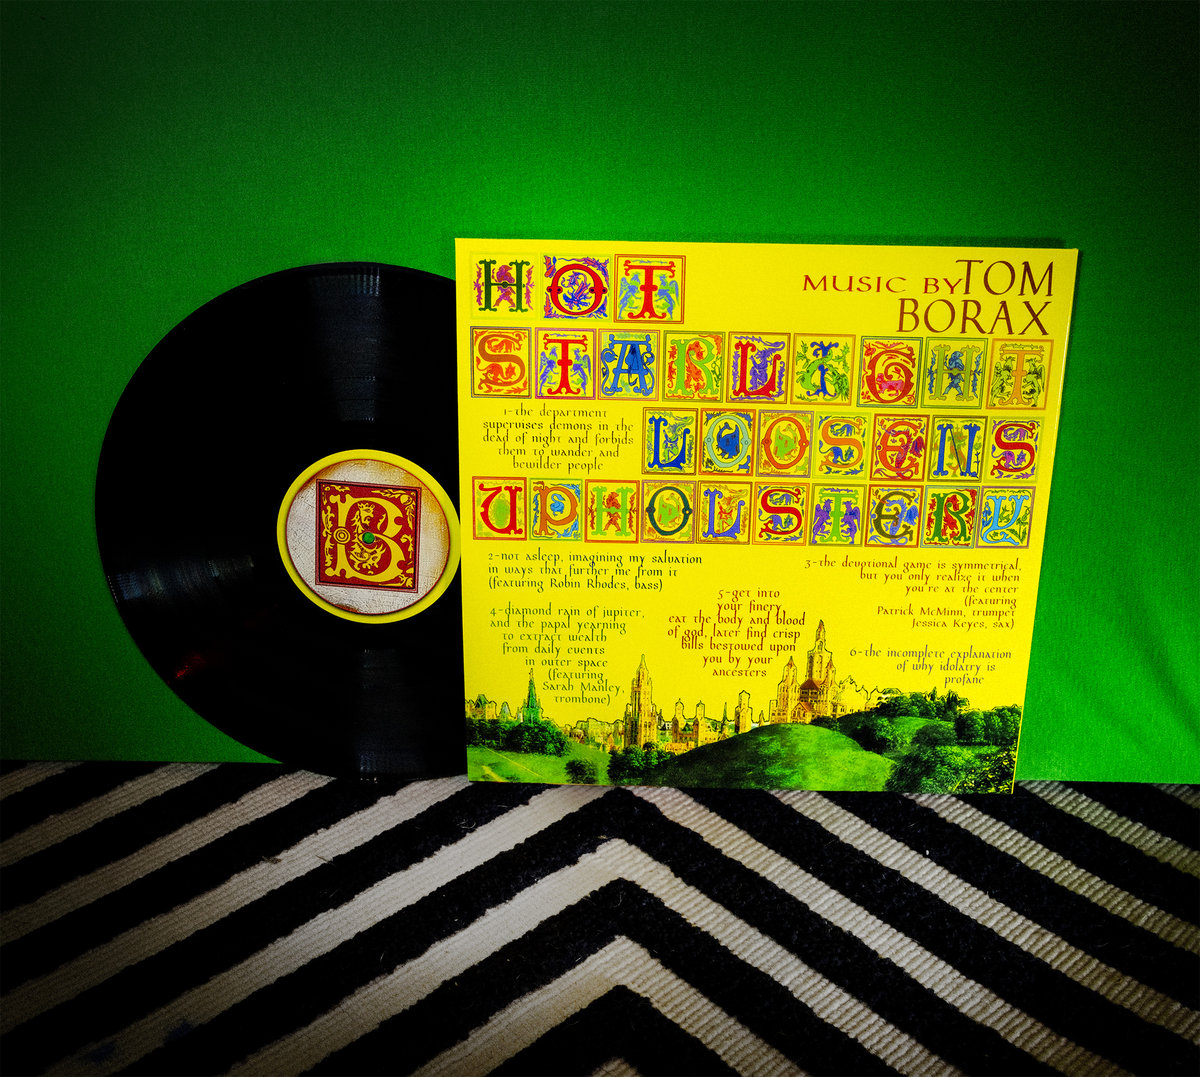 HOT
MUSIC BY TOM
BORAX
STARLIGHT
1-the department
supervises demons in the
dead of night and forbids
them to wander and
bewilder people
LOOSENS
UPHOLSTERY
2-not asleep, imagining my salvation
in ways that further me from it
(featuring Robin Rhodes, bass)
3-the devotional game is symmetrical,
but you only realize it when
you're at the center
(featuring
Patrick McMinn, trumpet
Jessica Keyes, sax)
4-diamond rain of jupiter,
and the papal yearning
to extract wealth
from daily events
in outer space
(featuring
Sarah Manley,
trombone)
5-get into
your finery
eat the body and blood
of god, later find crisp
bills bestowed upon
you by your
ancesters
6-the incomplete explanation
of why idolatry is
profane
B